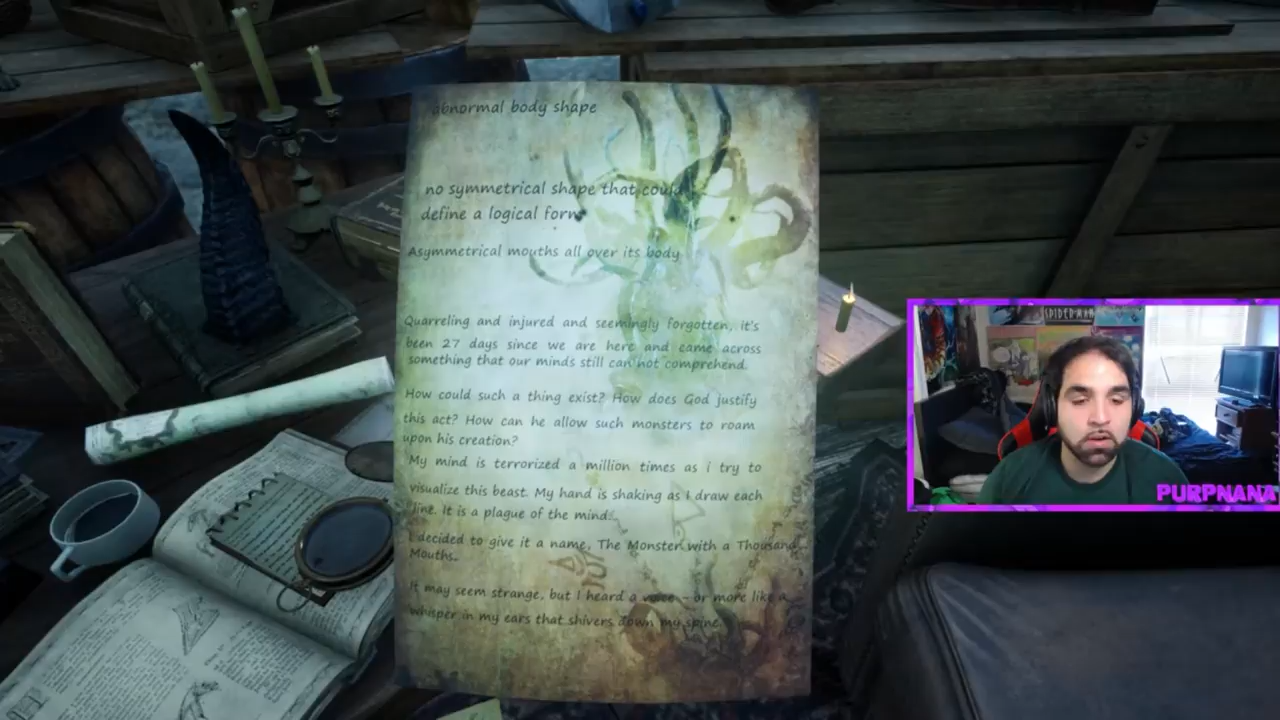 abnormal body shape
no symmetrical shape that could
define a logical form
Asymmetrical mouths all over its body
Quarreling and injured and seemingly forgotten, it's
been 27 days since we are here and came across
something that our minds still can not comprehend.
How could such a thing exist? How does God justify
this act? How can he allow such monsters to roam
upon his creation?
My mind is terrorized a million times as i try to
visualize this beast. My hand is shaking as I draw each
line. It is a plague of the mind..
I decided to give it a name, The Monster with a Thousand
Mouths.
It may seem strange, but I heard a voice - or more like a
whisper in my ears that shivers down my spine.
SPIDER-MAN
PURPNANA